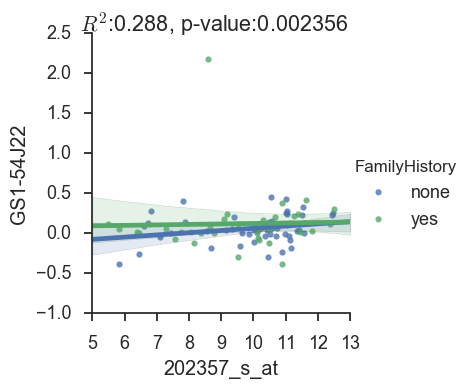 R²:0.288, p-value:0.002356
2.5
2.0
1.5
1.0
0.5
0.0
−0.5
−1.0
GS1-54J22
5 6 7 8 9 10 11 12 13
202357_s_at
FamilyHistory
none
yes